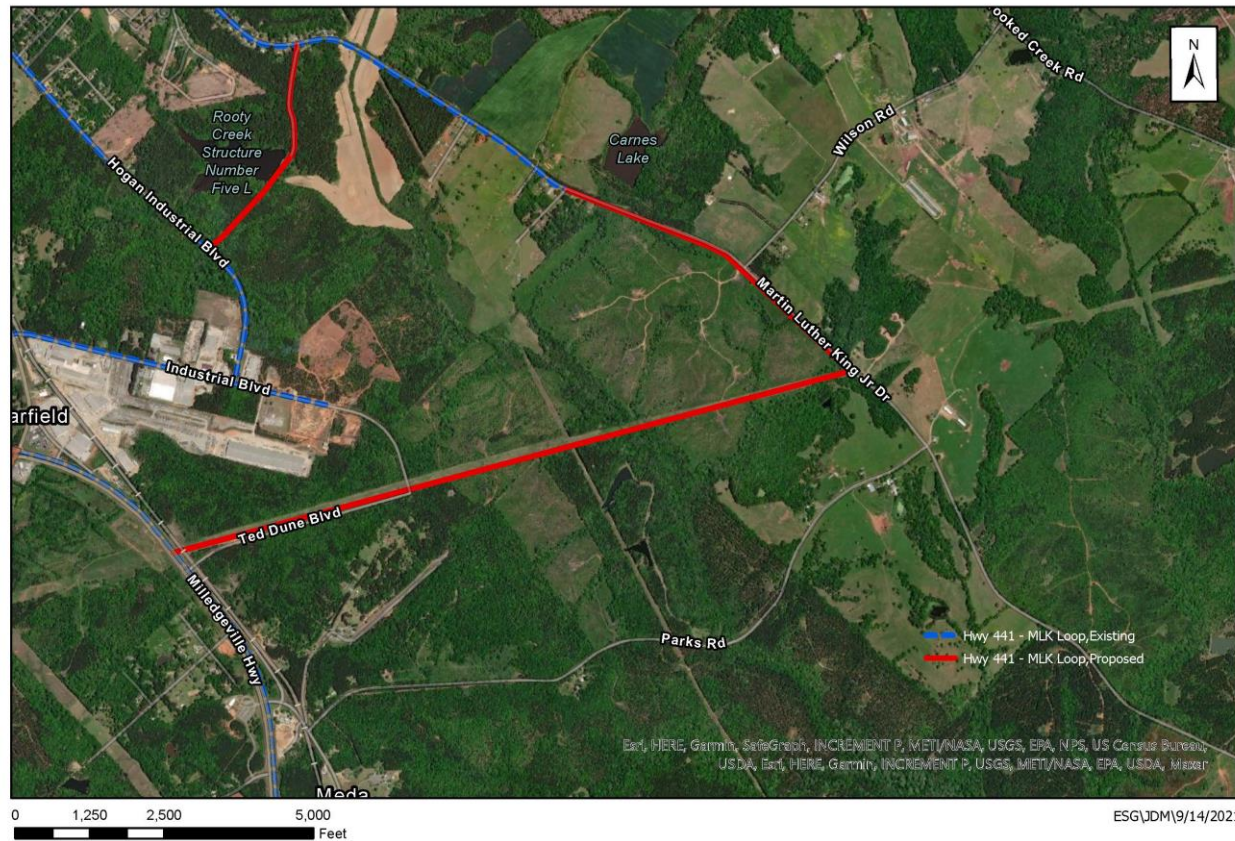 ooked Creek Rd
N
Rooty
Creek
Structure
Number
Five L
Carnes
Lake
Wilson Rd
Hogan Industrial Blvd
Martin Luther King Jr Dr
Industrial Blvd
arfield
Ted Dune Blvd
Milledgeville Hwy
Parks Rd
Hwy 441 - MLK Loop,Existing
Hwy 441 - MLK Loop,Proposed
Esri, HERE, Garmin, SafeGraph, INCREMENT P, METI/NASA, USGS, EPA, NPS, US Census Bureau,
USDA, Esri, HERE, Garmin, INCREMENT P, USGS, METI/NASA, EPA, USDA, Maxar
Meda
0 1,250 2,500 5,000
Feet
ESG\JDM\9/14/2021